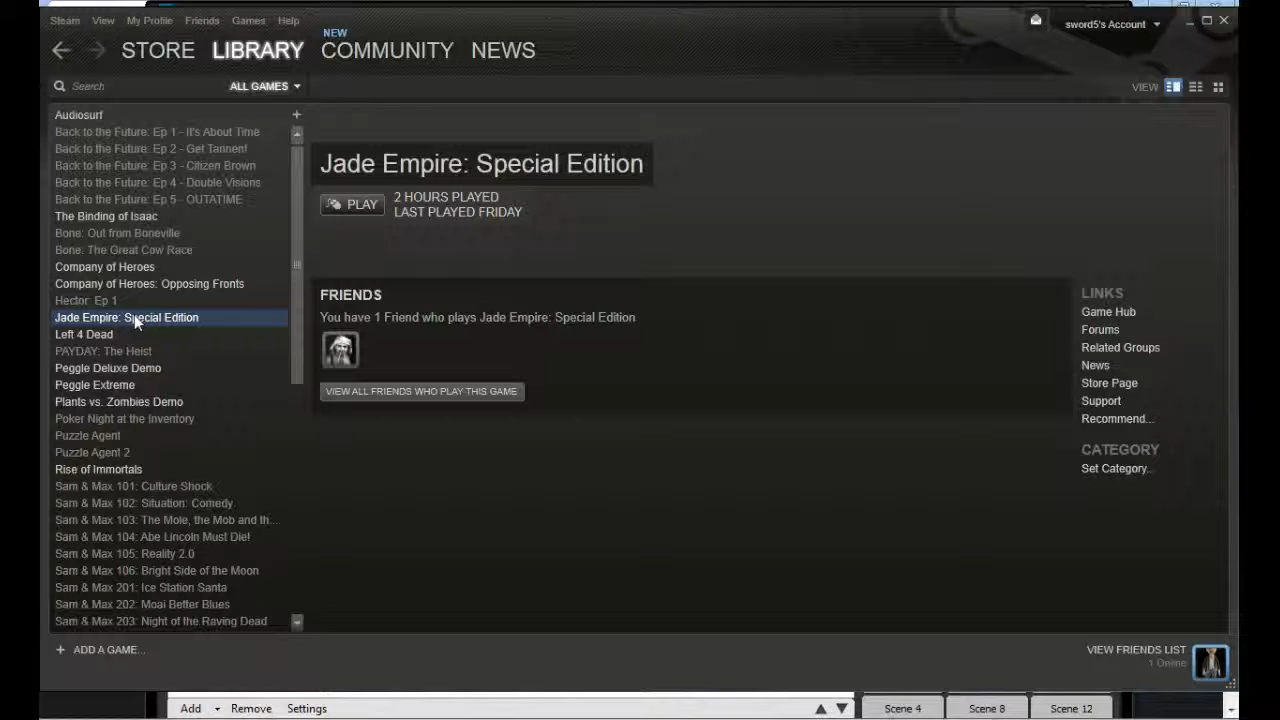 Steam View My Profile Friends Games Help
sword5's Account
NEW
STORE LIBRARY COMMUNITY NEWS
Search
ALL GAMES
VIEW
Audiosurf
Back to the Future: Ep 1 - It's About Time
Back to the Future: Ep 2 - Get Tannen!
Back to the Future: Ep 3 - Citizen Brown
Back to the Future: Ep 4 - Double Visions
Back to the Future: Ep 5 - OUTATIME
The Binding of Isaac
Bone: Out from Boneville
Bone: The Great Cow Race
Company of Heroes
Company of Heroes: Opposing Fronts
Hector: Ep 1
Jade Empire: Special Edition
Left 4 Dead
PAYDAY: The Heist
Peggle Deluxe Demo
Peggle Extreme
Plants vs. Zombies Demo
Poker Night at the Inventory
Puzzle Agent
Puzzle Agent 2
Rise of Immortals
Sam & Max 101: Culture Shock
Sam & Max 102: Situation: Comedy
Sam & Max 103: The Mole, the Mob and th...
Sam & Max 104: Abe Lincoln Must Die!
Sam & Max 105: Reality 2.0
Sam & Max 106: Bright Side of the Moon
Sam & Max 201: Ice Station Santa
Sam & Max 202: Moai Better Blues
Sam & Max 203: Night of the Raving Dead
Jade Empire: Special Edition
PLAY
2 HOURS PLAYED
LAST PLAYED FRIDAY
FRIENDS
You have 1 Friend who plays Jade Empire: Special Edition
VIEW ALL FRIENDS WHO PLAY THIS GAME
LINKS
Game Hub
Forums
Related Groups
News
Store Page
Support
Recommend...
CATEGORY
Set Category..
+ ADD A GAME...
VIEW FRIENDS LIST
1 Online
Add Remove Settings
Scene 4 Scene 8 Scene 12